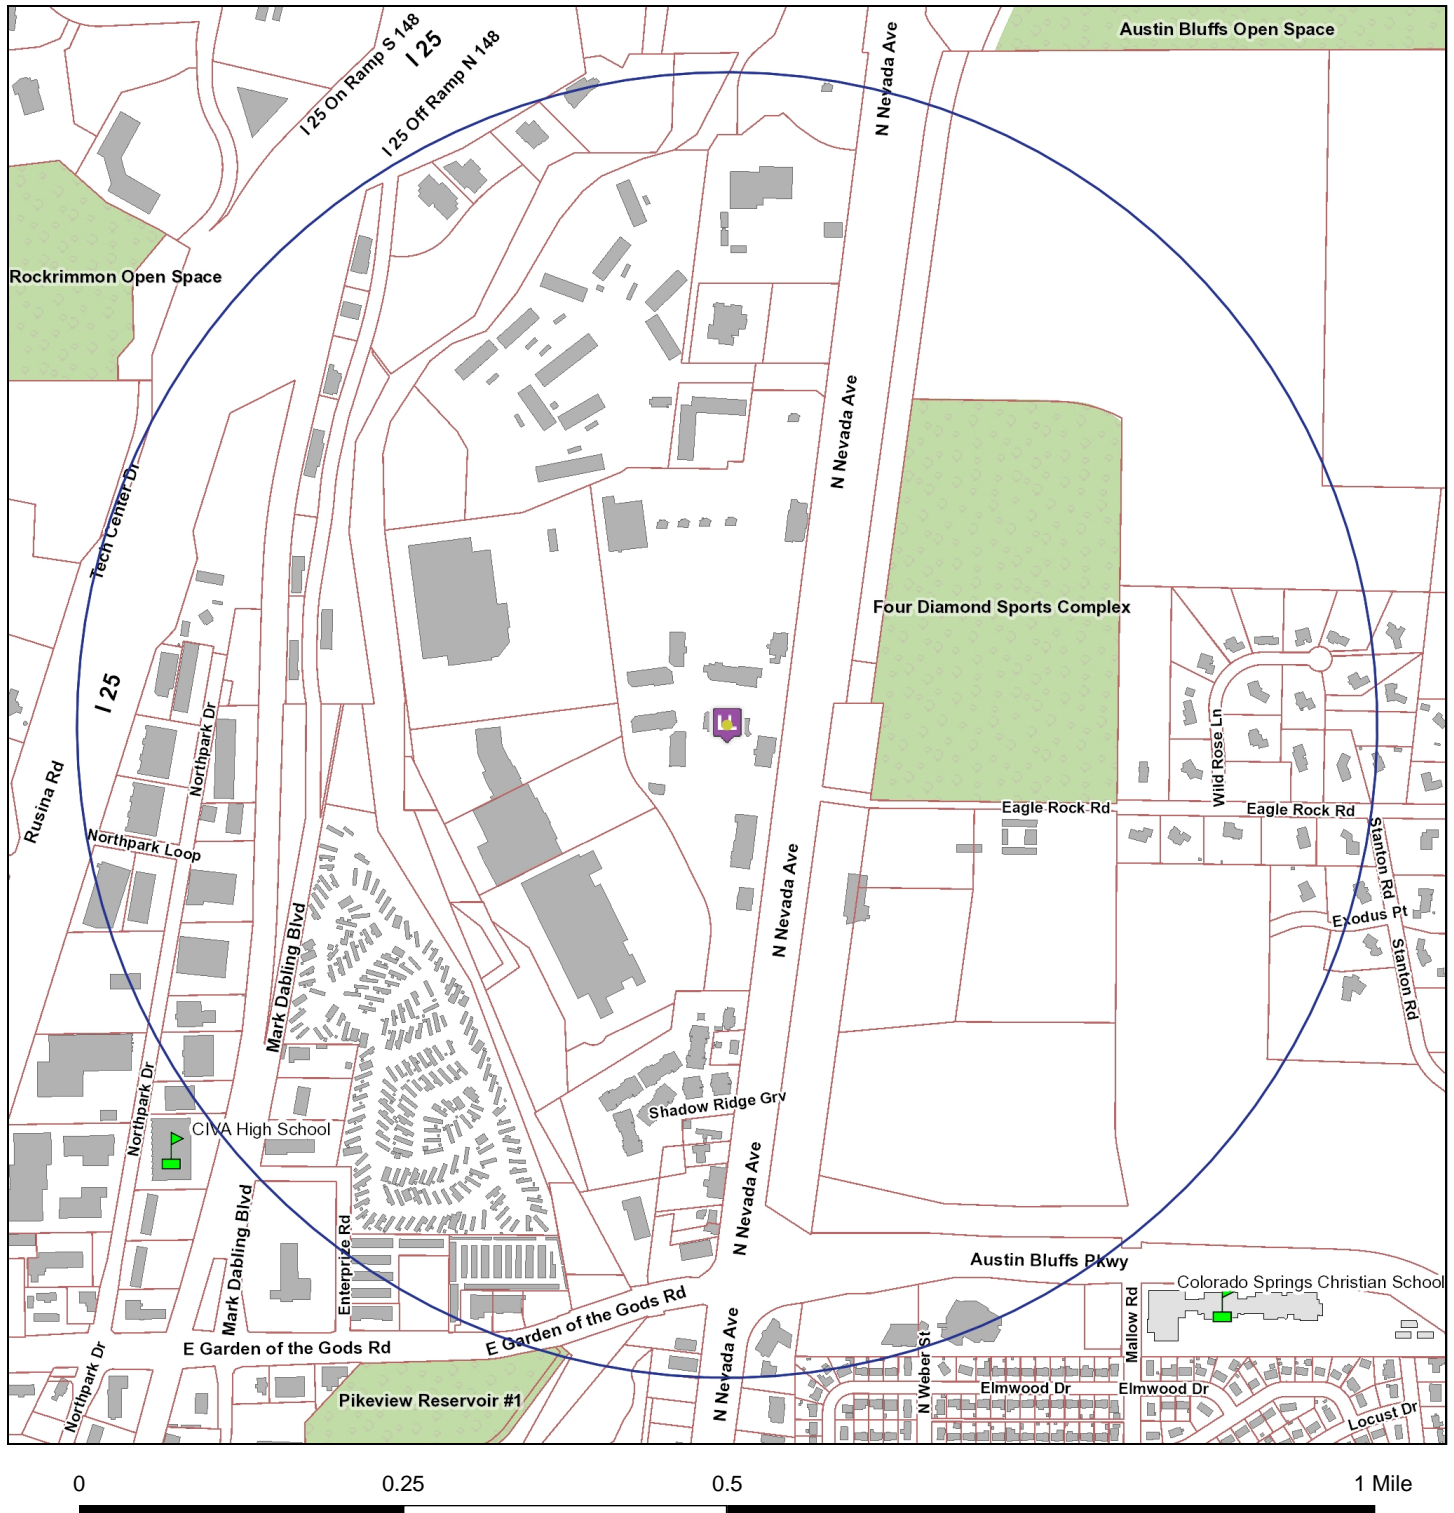 Austin Bluffs Open Space
I 25 On Ramp S 148
I 25
I 25 Off Ramp N 148
N Nevada Ave
Rockrimmon Open Space
N Nevada Ave
Tech Center Dr
Four Diamond Sports Complex
I 25
Northpark Dr
Wild Rose Ln
Rusina Rd
Eagle Rock Rd
Eagle Rock Rd
Northpark Loop
Stanton Rd
N Nevada Ave
Mark Dabling Blvd
Exodus Pt
Stanton Rd
Northpark Dr
Shadow Ridge Grv
CIVA High School
N Nevada Ave
Mark Dabling Blvd
Enterprize Rd
Austin Bluffs Pkwy
Colorado Springs Christian School
Mallow Rd
E Garden of the Gods Rd
E Garden of the Gods Rd
N Nevada Ave
N Weber St
Northpark Dr
Pikeview Reservoir #1
Elmwood Dr
Elmwood Dr
Locust Dr
0
0.25
0.5
1 Mile